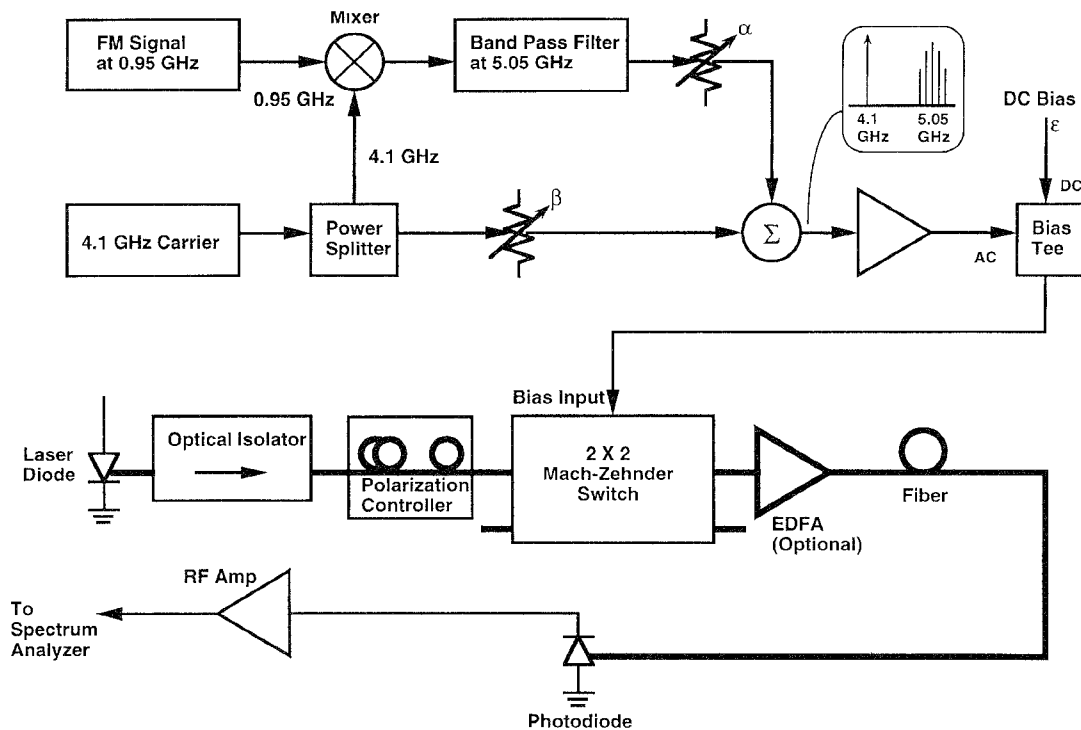 Mixer
FM Signal
at 0.95 GHz
Band Pass Filter
at 5.05 GHz
α
0.95 GHz
4.1 GHz
4.1
GHz
5.05
GHz
DC Bias
ε
DC
4.1 GHz Carrier
Power
Splitter
β
Σ
AC
Bias
Tee
Bias Input
Laser
Diode
Optical Isolator
Polarization
Controller
2 X 2
Mach-Zehnder
Switch
EDFA
(Optional)
Fiber
RF Amp
To
Spectrum
Analyzer
Photodiode